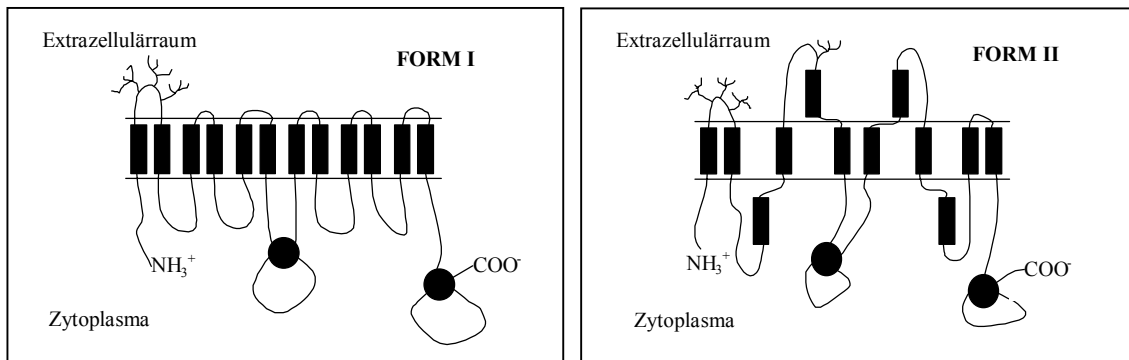 Extrazellulärraum
FORM I
NH₃⁺
COO⁻
Zytoplasma
Extrazellulärraum
FORM II
NH₃⁺
COO⁻
Zytoplasma